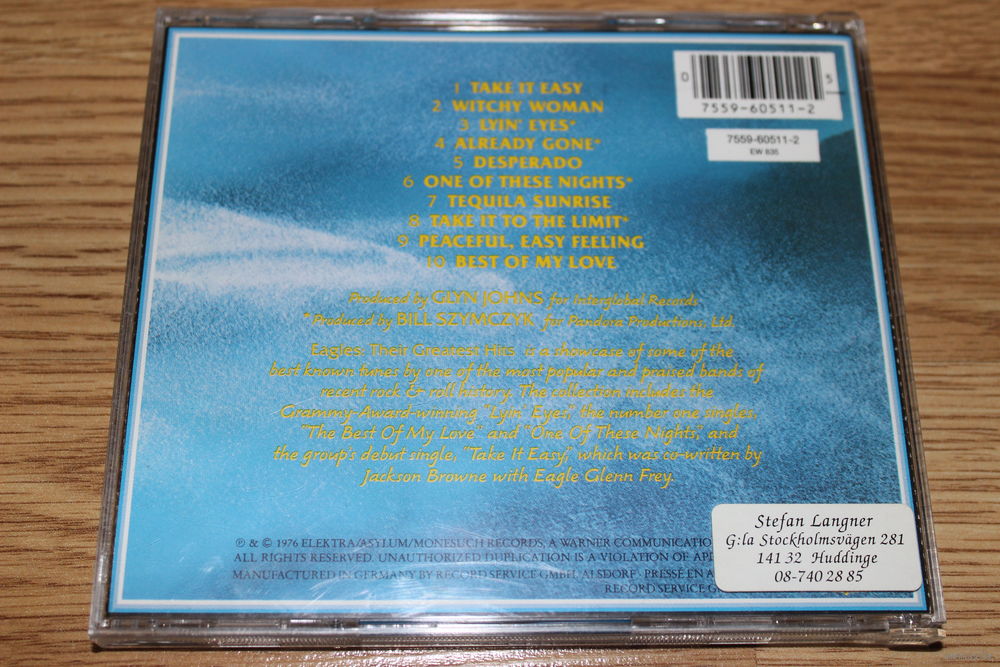 1 TAKE IT EASY
2 WITCHY WOMAN
3 LYIN' EYES*
4 ALREADY GONE*
5 DESPERADO
6 ONE OF THESE NIGHTS*
7 TEQUILA SUNRISE
8 TAKE IT TO THE LIMIT*
9 PEACEFUL, EASY FEELING
10 BEST OF MY LOVE
0 5
7559-60511-2
7559-60511-2
EW 835
Produced by GLYN JOHNS for Interglobal Records
*Produced by BILL SZYMCZYK for Pandora Productions, Ltd.
Eagles Their Greatest Hits is a showcase of some of the
best known tunes by one of the most popular and praised bands of
recent rock & roll history. The collection includes the
Grammy-Award-winning "Lyin' Eyes," the number one singles,
"The Best Of My Love" and "One Of These Nights," and
the group's debut single, "Take It Easy," which was co-written by
Jackson Browne with Eagle Glenn Frey.
℗ & © 1976 ELEKTRA/ASYLUM/NONESUCH RECORDS, A WARNER COMMUNICATIO
ALL RIGHTS RESERVED. UNAUTHORIZED DUPLICATION IS A VIOLATION OF AP
MANUFACTURED IN GERMANY BY RECORD SERVICE GMBH, ALSDORF · PRESSÉ EN A
RECORD SERVICE G
Stefan Langner
G:la Stockholmsvägen 281
141 32 Huddinge
08-740 28 85